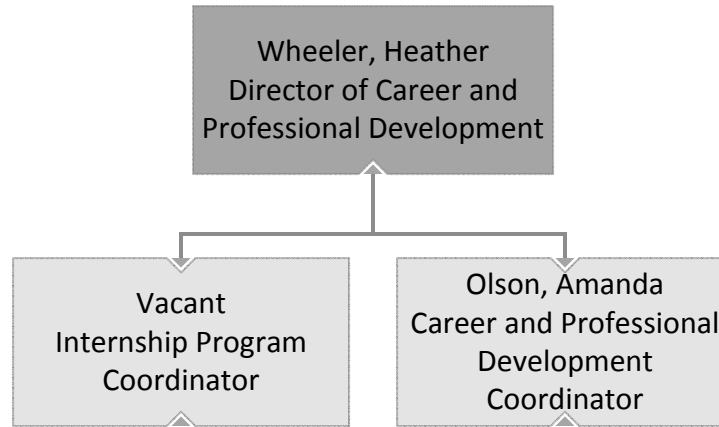 Wheeler, Heather
Director of Career and
Professional Development
Vacant
Internship Program
Coordinator
Olson, Amanda
Career and Professional
Development
Coordinator